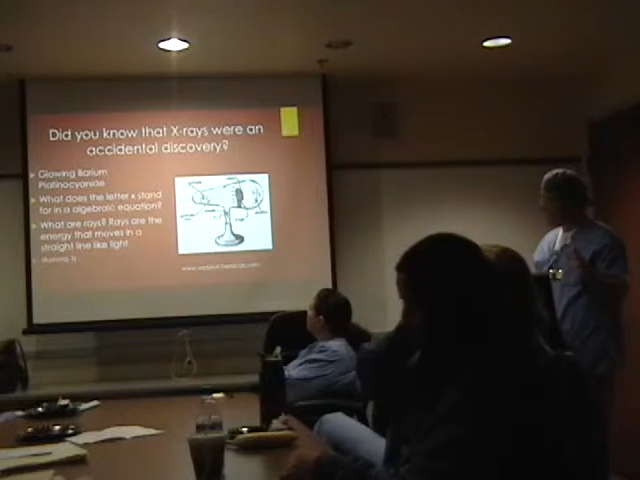 Did you know that X-rays were an
accidental discovery?
Glowing Barium
Platinocyanide
What does the letter x stand
for in a algebraic equation?
What are rays? Rays are the
energy that moves in a
straight line like light.